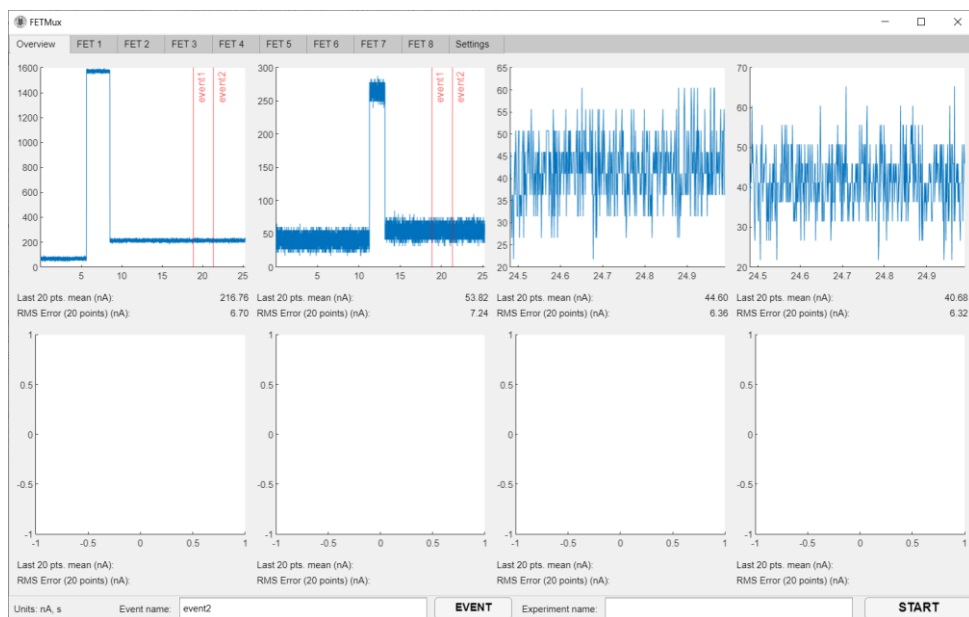 FETMux
Overview FET 1 FET 2 FET 3 FET 4 FET 5 FET 6 FET 7 FET 8 Settings
1600
1400
1200
1000
800
600
400
200
0
5 10 15 20 25
event1
event2
300
250
200
150
100
50
0
5 10 15 20 25
event1
event2
65
60
55
50
45
40
35
30
25
20
24.5 24.6 24.7 24.8 24.9
70
60
50
40
30
20
24.5 24.6 24.7 24.8 24.9
Last 20 pts. mean (nA): 216.76 Last 20 pts. mean (nA): 53.82 Last 20 pts. mean (nA): 44.60 Last 20 pts. mean (nA): 40.68
RMS Error (20 points) (nA): 6.70 RMS Error (20 points) (nA): 7.24 RMS Error (20 points) (nA): 6.36 RMS Error (20 points) (nA): 6.32
1
0.5
0
-0.5
-1
-1 -0.5 0 0.5 1
1
0.5
0
-0.5
-1
-1 -0.5 0 0.5 1
1
0.5
0
-0.5
-1
-1 -0.5 0 0.5 1
1
0.5
0
-0.5
-1
-1 -0.5 0 0.5 1
Last 20 pts. mean (nA): Last 20 pts. mean (nA): Last 20 pts. mean (nA): Last 20 pts. mean (nA):
RMS Error (20 points) (nA): RMS Error (20 points) (nA): RMS Error (20 points) (nA): RMS Error (20 points) (nA):
Units: nA, s Event name: event2 EVENT Experiment name: START